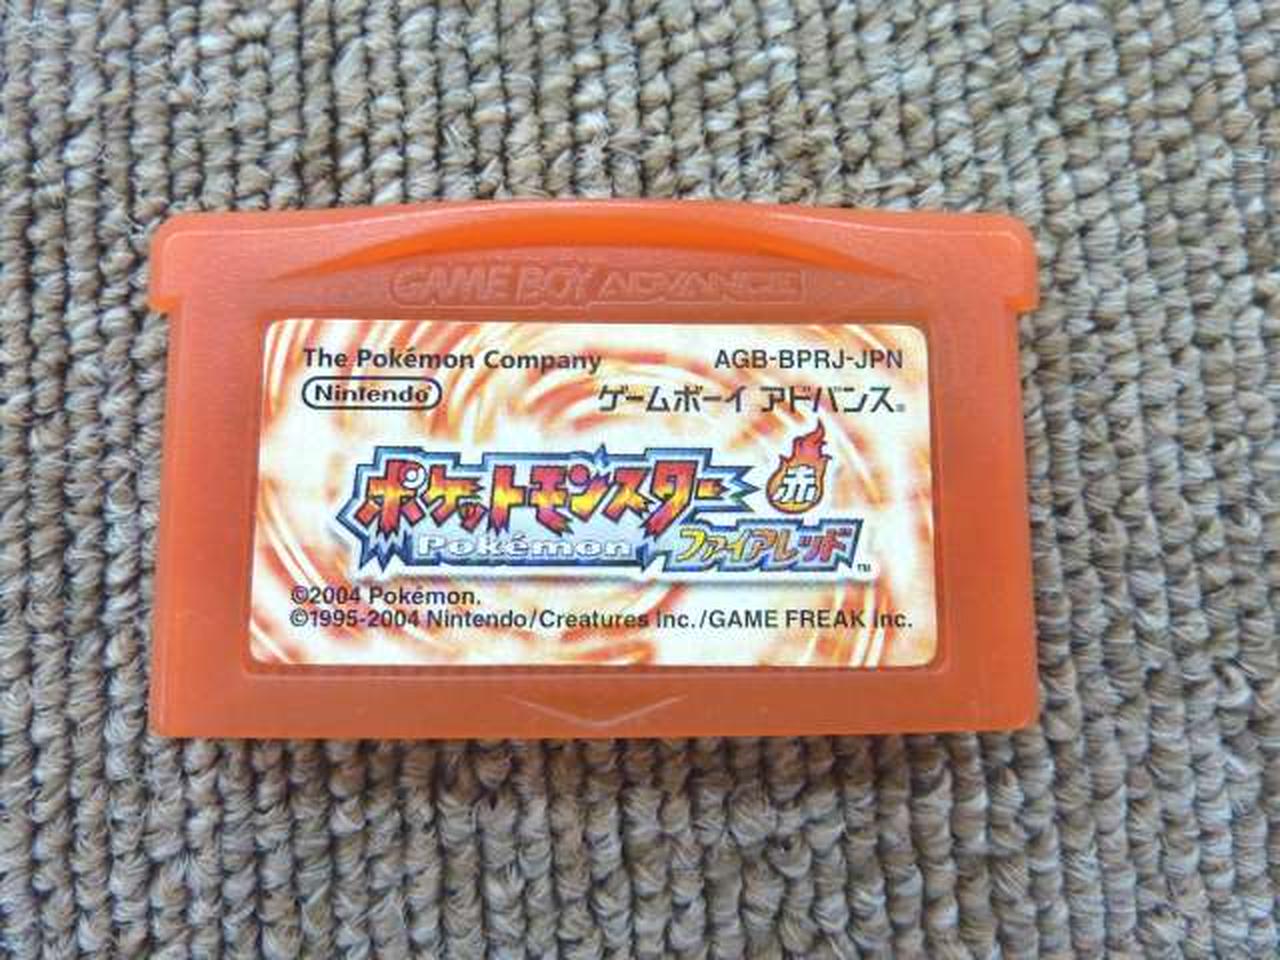 GAME BOY ADVANCE
The Pokémon Company AGB-BPRJ-JPN
Nintendo® ゲームボーイ アドバンス®
ポケットモンスター 赤
Pokémon ファイアレッド™
©2004 Pokémon.
©1995-2004 Nintendo/Creatures Inc./GAME FREAK Inc.